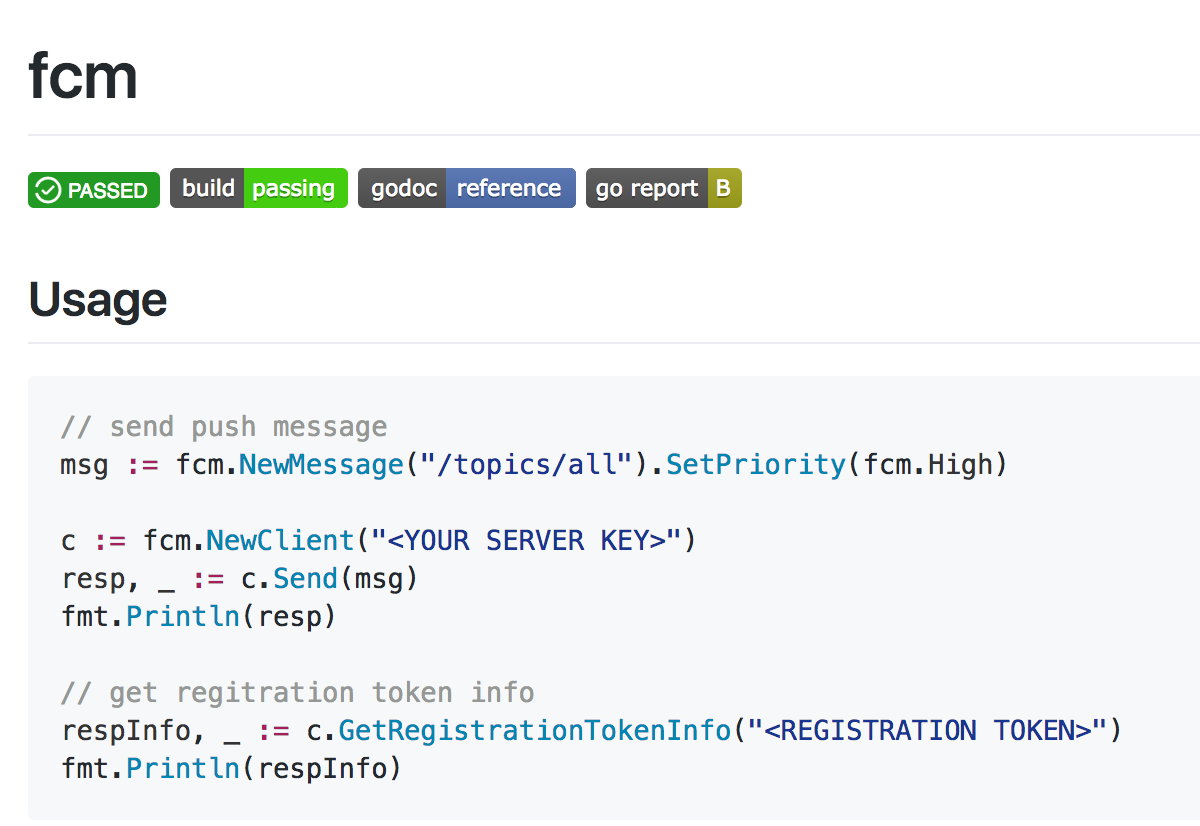 fcm
PASSED build passing godoc reference go report B
Usage
// send push message
msg := fcm.NewMessage("/topics/all").SetPriority(fcm.High)
c := fcm.NewClient("<YOUR SERVER KEY>")
resp, _ := c.Send(msg)
fmt.Println(resp)
// get regitration token info
respInfo, _ := c.GetRegistrationTokenInfo("<REGISTRATION TOKEN>")
fmt.Println(respInfo)